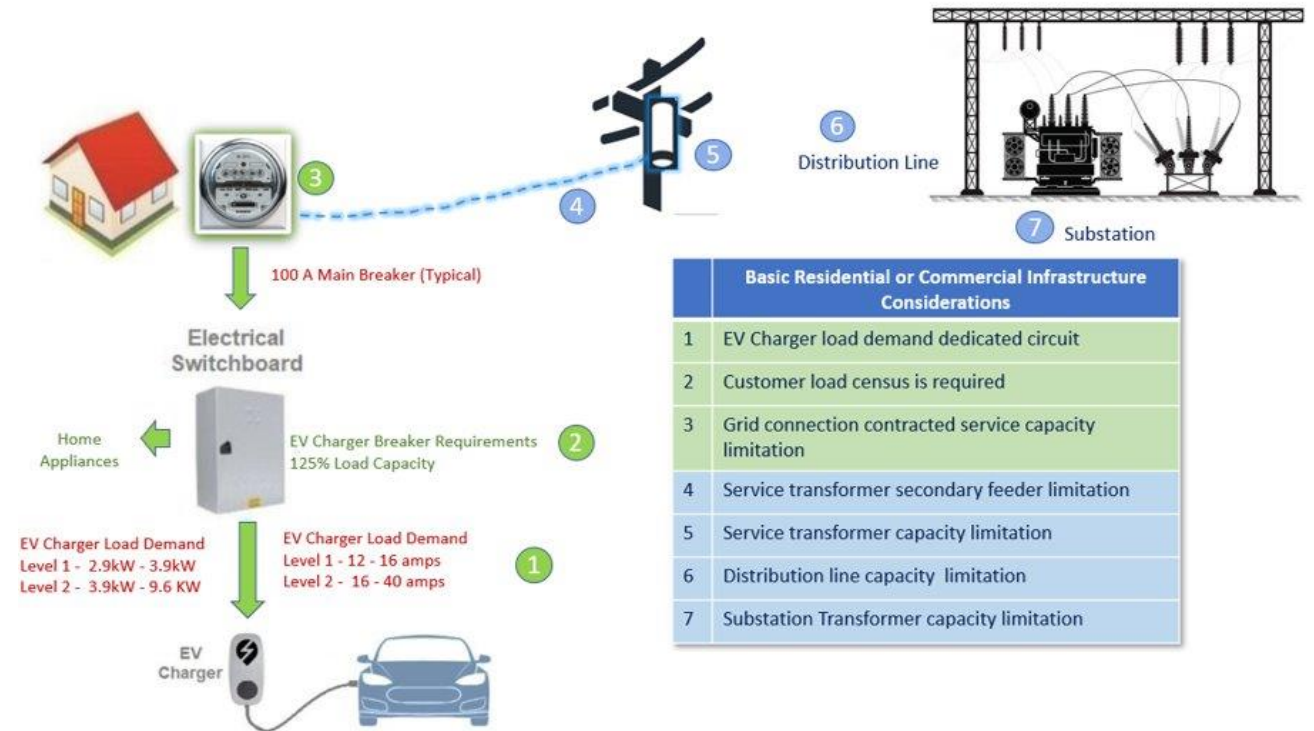 3
4
5
6
Distribution Line
7
Substation
100 A Main Breaker (Typical)
Electrical
Switchboard
Home
Appliances
EV Charger Breaker Requirements
125% Load Capacity
2
EV Charger Load Demand
Level 1 - 2.9kW - 3.9kW
Level 2 - 3.9kW - 9.6 KW
EV Charger Load Demand
Level 1 - 12 - 16 amps
Level 2 - 16 - 40 amps
1
EV
Charger
Basic Residential or Commercial Infrastructure
Considerations
1 EV Charger load demand dedicated circuit
2 Customer load census is required
3 Grid connection contracted service capacity
limitation
4 Service transformer secondary feeder limitation
5 Service transformer capacity limitation
6 Distribution line capacity limitation
7 Substation Transformer capacity limitation